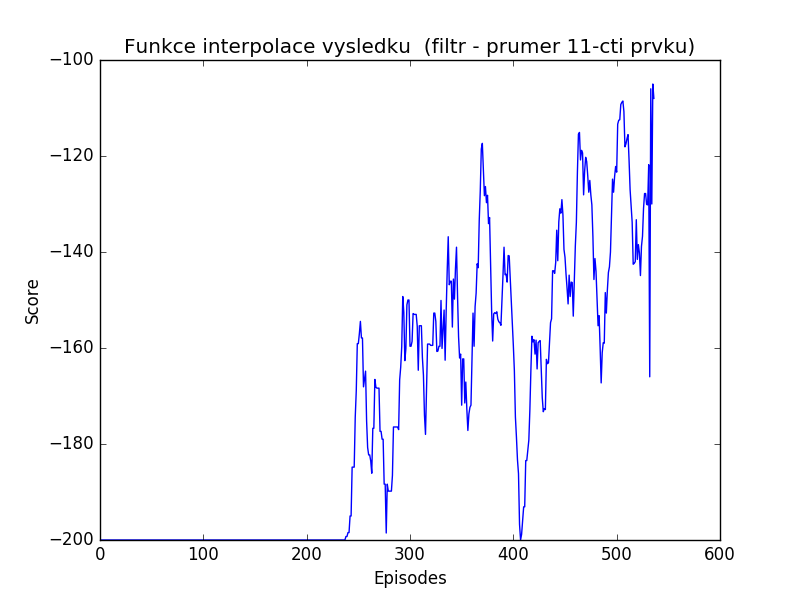 Funkce interpolace vysledku  (filtr - prumer 11-cti prvku)
−100
−120
−140
−160
−180
−200
Score
0 100 200 300 400 500 600
Episodes